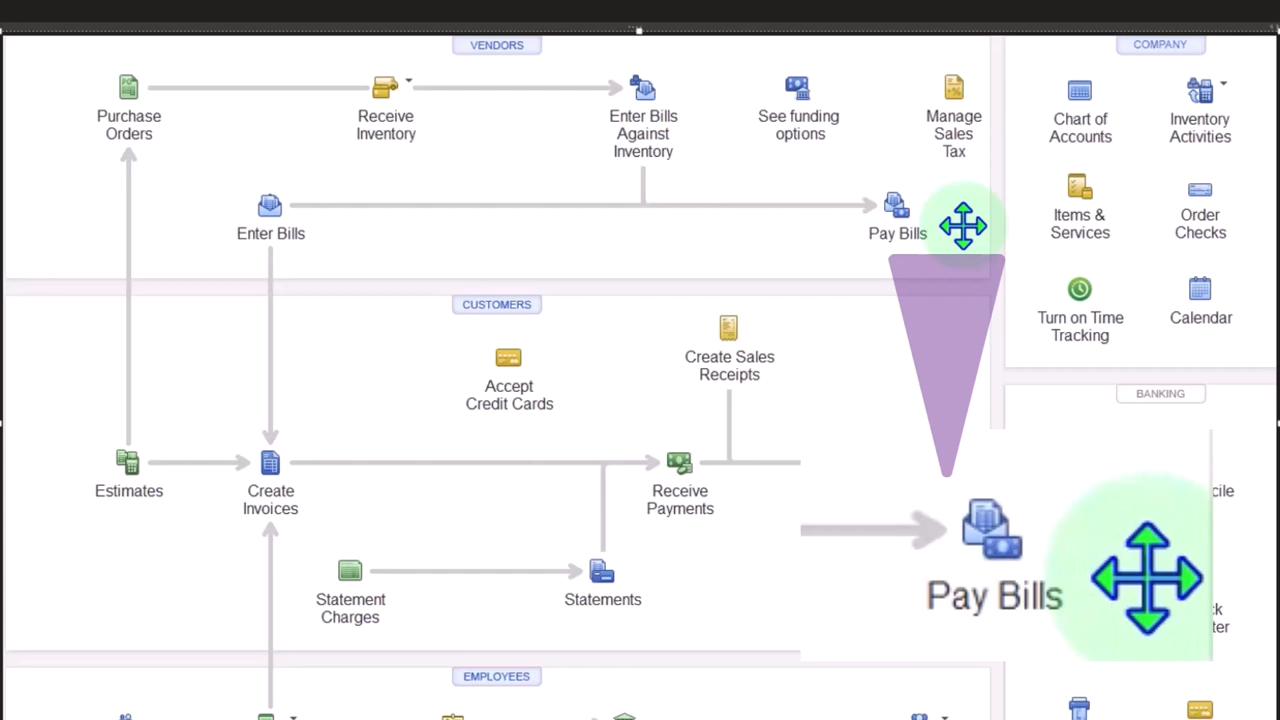 VENDORS
Purchase
Orders
Receive
Inventory
Enter Bills
Against
Inventory
See funding
options
Manage
Sales
Tax
Enter Bills
Pay Bills
COMPANY
Chart of
Accounts
Inventory
Activities
Items &
Services
Order
Checks
Turn on Time
Tracking
Calendar
CUSTOMERS
Accept
Credit Cards
Create Sales
Receipts
Estimates
Create
Invoices
Receive
Payments
Statement
Charges
Statements
BANKING
Pay Bills
EMPLOYEES